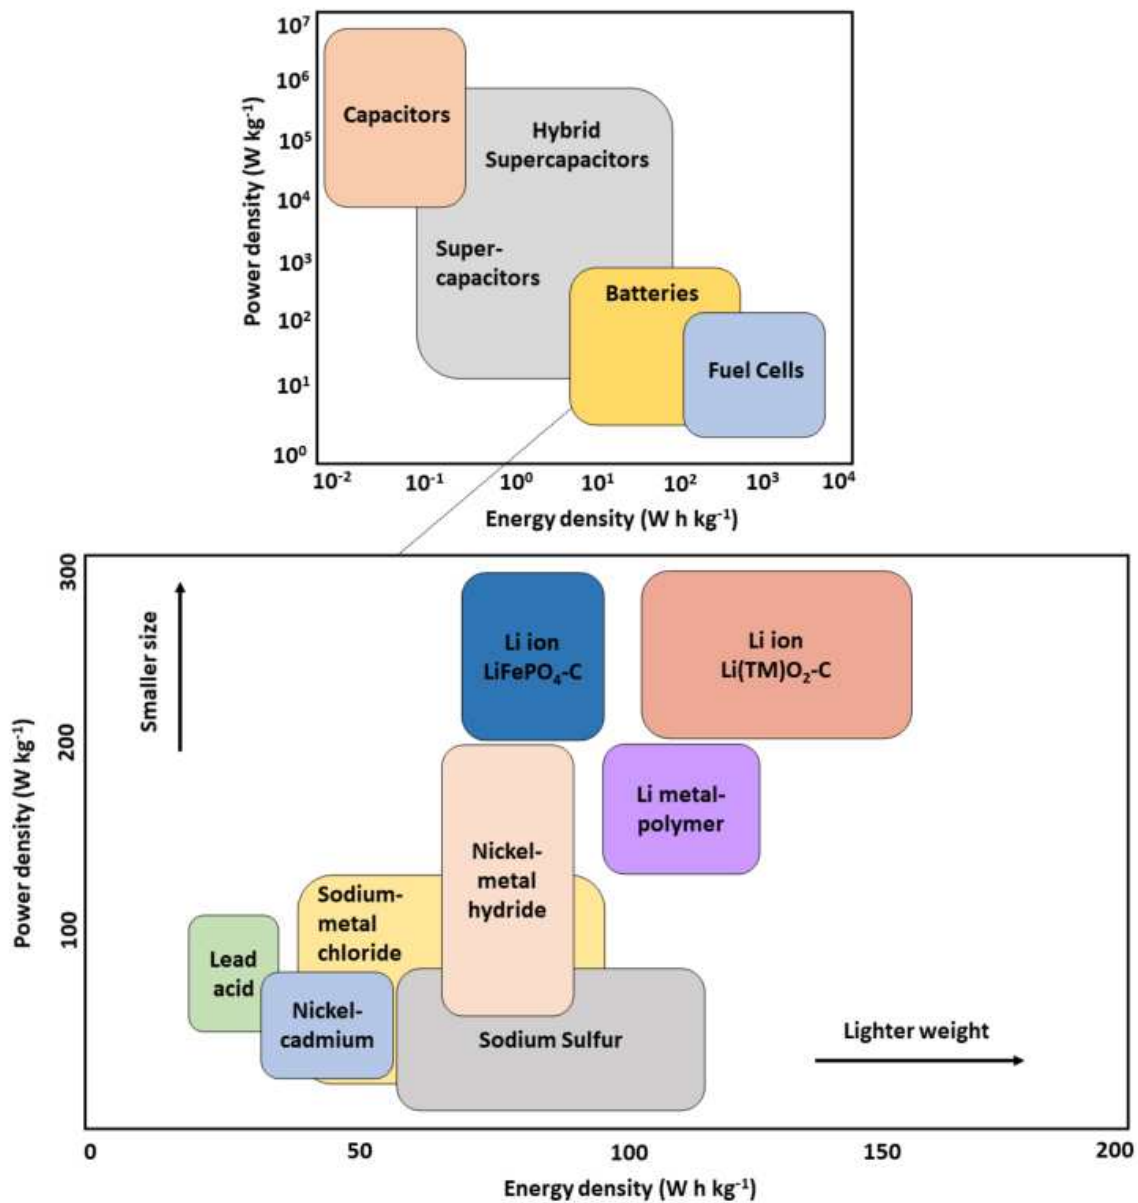 10⁷
10⁶
10⁵
10⁴
10³
10²
10¹
10⁰
Power density (W kg⁻¹)
Capacitors
Hybrid
Supercapacitors
Super-
capacitors
Batteries
Fuel Cells
10⁻² 10⁻¹ 10⁰ 10¹ 10² 10³ 10⁴
Energy density (W h kg⁻¹)
300
200
100
Power density (W kg⁻¹)
Smaller size
Li ion
LiFePO₄-C
Li ion
Li(TM)O₂-C
Li metal-
polymer
Nickel-
metal
hydride
Sodium-
metal
chloride
Lead
acid
Nickel-
cadmium
Sodium Sulfur
Lighter weight
0 50 100 150 200
Energy density (W h kg⁻¹)